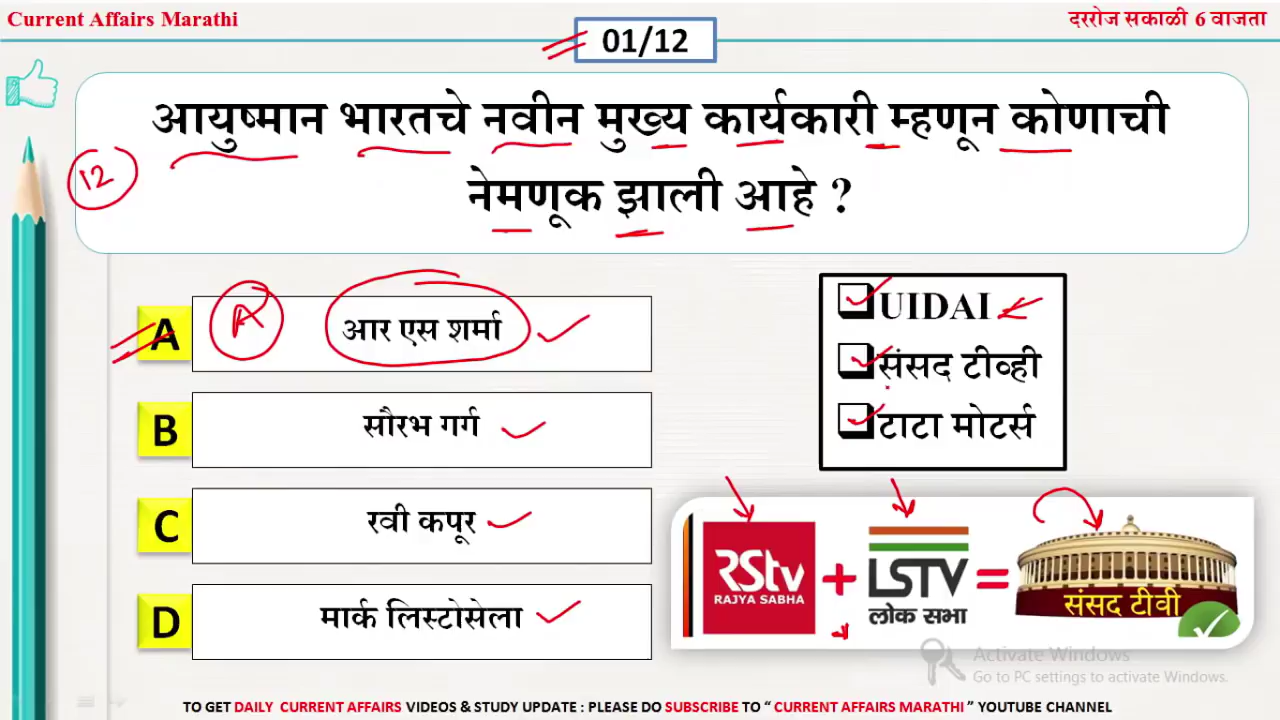 Current Affairs Marathi
दररोज सकाळी 6 वाजता
01/12
आयुष्मान भारतचे नवीन मुख्य कार्यकारी म्हणून कोणाची
नेमणूक झाली आहे ?
12
A
A
आर एस शर्मा
B
सौरभ गर्ग
C
रवी कपूर
D
मार्क लिस्टोसेला
UIDAI
संसद टीव्ही
टाटा मोटर्स
RStv
RAJYA SABHA
+
LSTV
लोक सभा
=
संसद टीवी
Activate Windows
Go to PC settings to activate Windows.
TO GET DAILY CURRENT AFFAIRS VIDEOS & STUDY UPDATE : PLEASE DO SUBSCRIBE TO “ CURRENT AFFAIRS MARATHI ” YOUTUBE CHANNEL